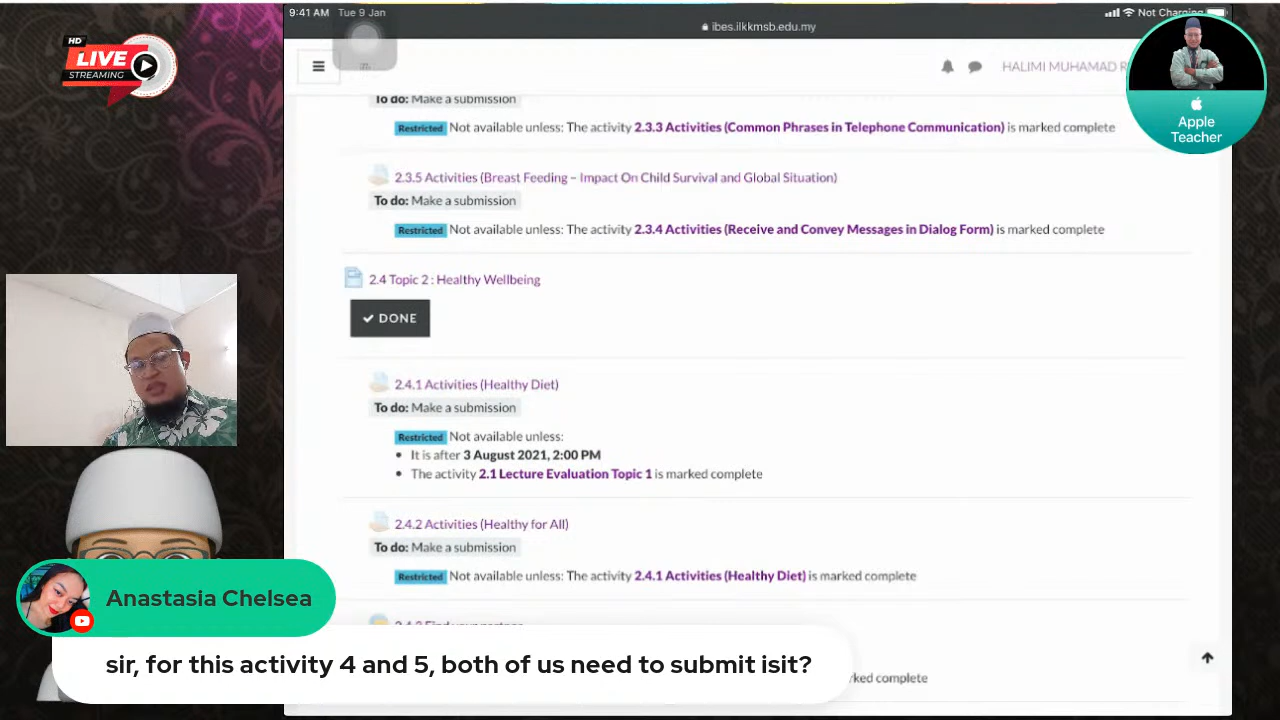 9:41 AM Tue 9 Jan
Not Charging
ibes.ilkkmsb.edu.my
HD
LIVE
STREAMING
HALIMI MUHAMAD R
Apple
Teacher
To do: Make a submission
Restricted Not available unless: The activity 2.3.3 Activities (Common Phrases in Telephone Communication) is marked complete
2.3.5 Activities (Breast Feeding – Impact On Child Survival and Global Situation)
To do: Make a submission
Restricted Not available unless: The activity 2.3.4 Activities (Receive and Convey Messages in Dialog Form) is marked complete
2.4 Topic 2 : Healthy Wellbeing
DONE
2.4.1 Activities (Healthy Diet)
To do: Make a submission
Restricted Not available unless:
It is after 3 August 2021, 2:00 PM
The activity 2.1 Lecture Evaluation Topic 1 is marked complete
2.4.2 Activities (Healthy for All)
To do: Make a submission
Restricted Not available unless: The activity 2.4.1 Activities (Healthy Diet) is marked complete
Anastasia Chelsea
sir, for this activity 4 and 5, both of us need to submit isit?
complete